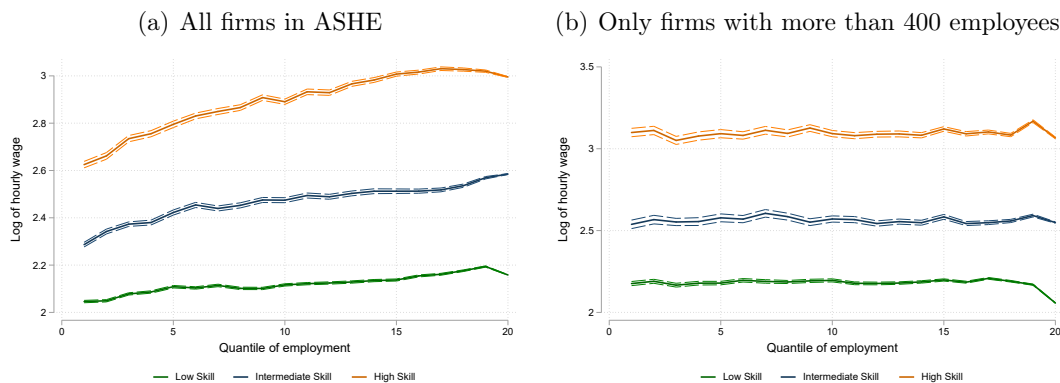 (a) All firms in ASHE
Log of hourly wage
3
2.8
2.6
2.4
2.2
2
0
5
10
15
20
Quantile of employment
Low Skill
Intermediate Skill
High Skill
(b) Only firms with more than 400 employees
Log of hourly wage
3.5
3
2.5
2
0
5
10
15
20
Quantile of employment
Low Skill
Intermediate Skill
High Skill